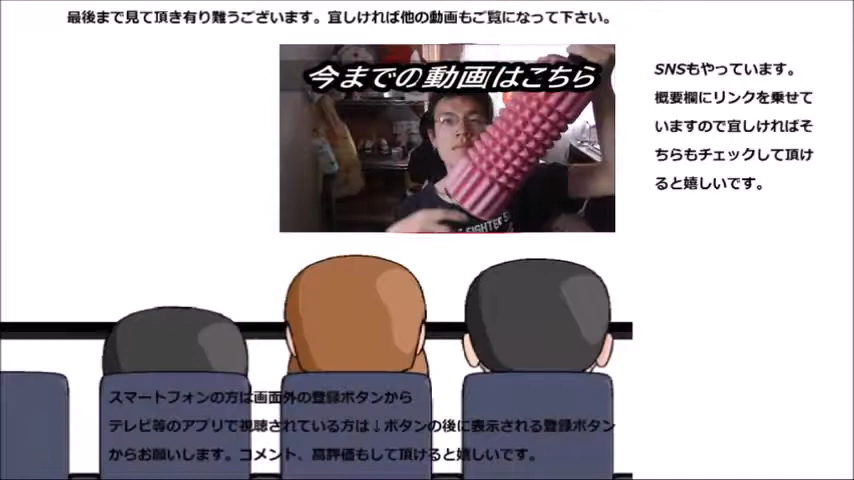 最後まで見て頂き有り難うございます。宜しければ他の動画もご覧になって下さい。
今までの動画はこちら
SNSもやっています。
概要欄にリンクを乗せて
いますので宜しければそ
ちらもチェックして頂け
ると嬉しいです。
FIGHTER
スマートフォンの方は画面外の登録ボタンから
テレビ等のアプリで視聴されている方は↓ボタンの後に表示される登録ボタン
からお願いします。コメント、高評価もして頂けると嬉しいです。